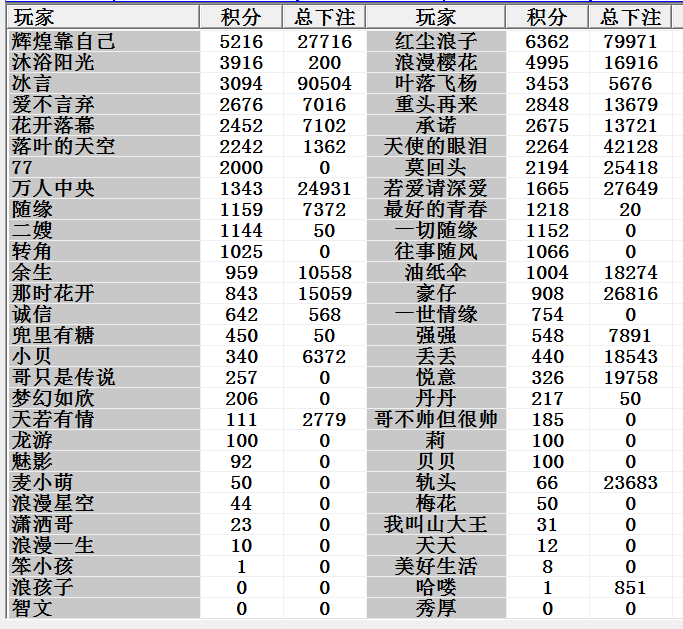 玩家 积分 总下注 玩家 积分 总下注
辉煌靠自己 5216 27716 红尘浪子 6362 79971
沐浴阳光 3916 200 浪漫樱花 4995 16916
冰言 3094 90504 叶落飞杨 3453 5676
爱不言弃 2676 7016 重头再来 2848 13679
花开落幕 2452 7102 承诺 2675 13721
落叶的天空 2242 1362 天使的眼泪 2264 42128
77 2000 0 莫回头 2194 25418
万人中央 1343 24931 若爱请深爱 1665 27649
随缘 1159 7372 最好的青春 1218 20
二嫂 1144 50 一切随缘 1152 0
转角 1025 0 往事随风 1066 0
余生 959 10558 油纸伞 1004 18274
那时花开 843 15059 豪仔 908 26816
诚信 642 568 一世情缘 754 0
兜里有糖 450 50 强强 548 7891
小贝 340 6372 丢丢 440 18543
哥只是传说 257 0 悦意 326 19758
梦幻如欣 206 0 丹丹 217 50
天若有情 111 2779 哥不帅但很帅 185 0
龙游 100 0 莉 100 0
魅影 92 0 贝贝 100 0
麦小萌 50 0 轨头 66 23683
浪漫星空 44 0 梅花 50 0
潇洒哥 23 0 我叫山大王 31 0
浪漫一生 10 0 天天 12 0
笨小孩 1 0 美好生活 8 0
浪孩子 0 0 哈喽 1 851
智文 0 0 秀厚 0 0